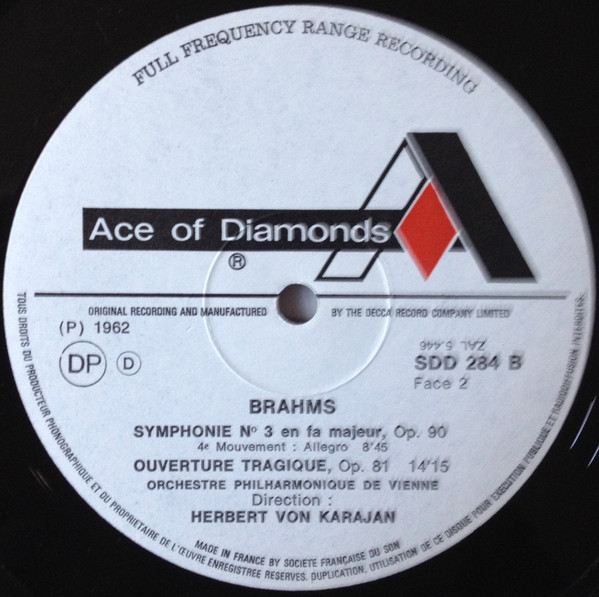 FULL FREQUENCY RANGE RECORDING
Ace of Diamonds
®
ORIGINAL RECORDING AND MANUFACTURED BY THE DECCA RECORD COMPANY LIMITED
(P) 1962
DP D
ZAL 5.446
SDD 284 B
Face 2
BRAHMS
SYMPHONIE No 3 en fa majeur, Op. 90
4e Mouvement : Allegro 8'45
OUVERTURE TRAGIQUE, Op. 81 14'15
ORCHESTRE PHILHARMONIQUE DE VIENNE
Direction :
HERBERT VON KARAJAN
MADE IN FRANCE BY SOCIETE FRANÇAISE DU SON
TOUS DROITS DU PRODUCTEUR PHONOGRAPHIQUE ET DU PROPRIETAIRE DE L'ŒUVRE ENREGISTREE RESERVES. DUPLICATION, UTILISATION DE CE DISQUE POUR EXECUTION PUBLIQUE ET RADIODIFFUSION INTERDITES.